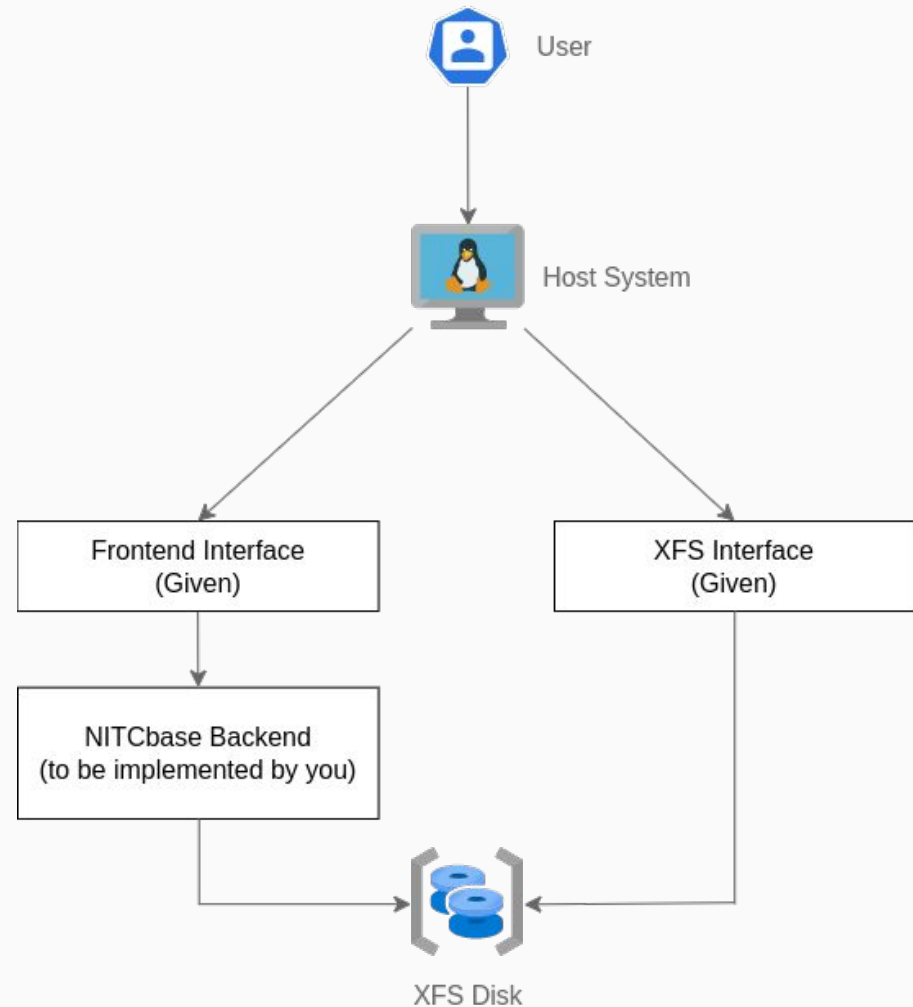 User
Host System
Frontend Interface
(Given)
XFS Interface
(Given)
NITCbase Backend
(to be implemented by you)
XFS Disk